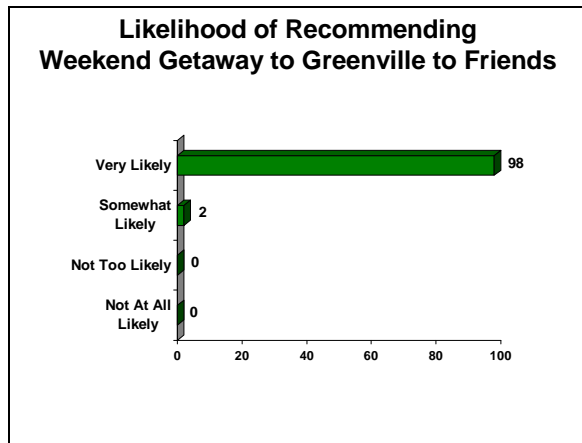 Likelihood of Recommending
Weekend Getaway to Greenville to Friends
Very Likely
98
Somewhat
Likely
2
Not Too Likely
0
Not At All
Likely
0
0
20
40
60
80
100